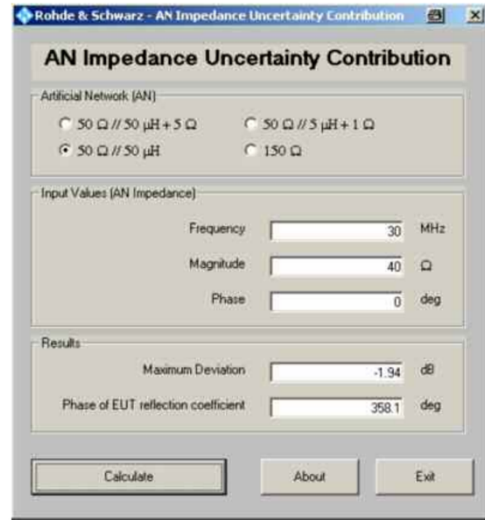 Rohde & Schwarz - AN Impedance Uncertainty Contribution
AN Impedance Uncertainty Contribution
Artificial Network (AN)
50 Ω // 50 µH + 5 Ω
50 Ω // 5 µH + 1 Ω
50 Ω // 50 µH
150 Ω
Input Values (AN Impedance)
Frequency 30 MHz
Magnitude 40 Ω
Phase 0 deg
Results
Maximum Deviation -1.94 dB
Phase of EUT reflection coefficient 358.1 deg
Calculate About Exit